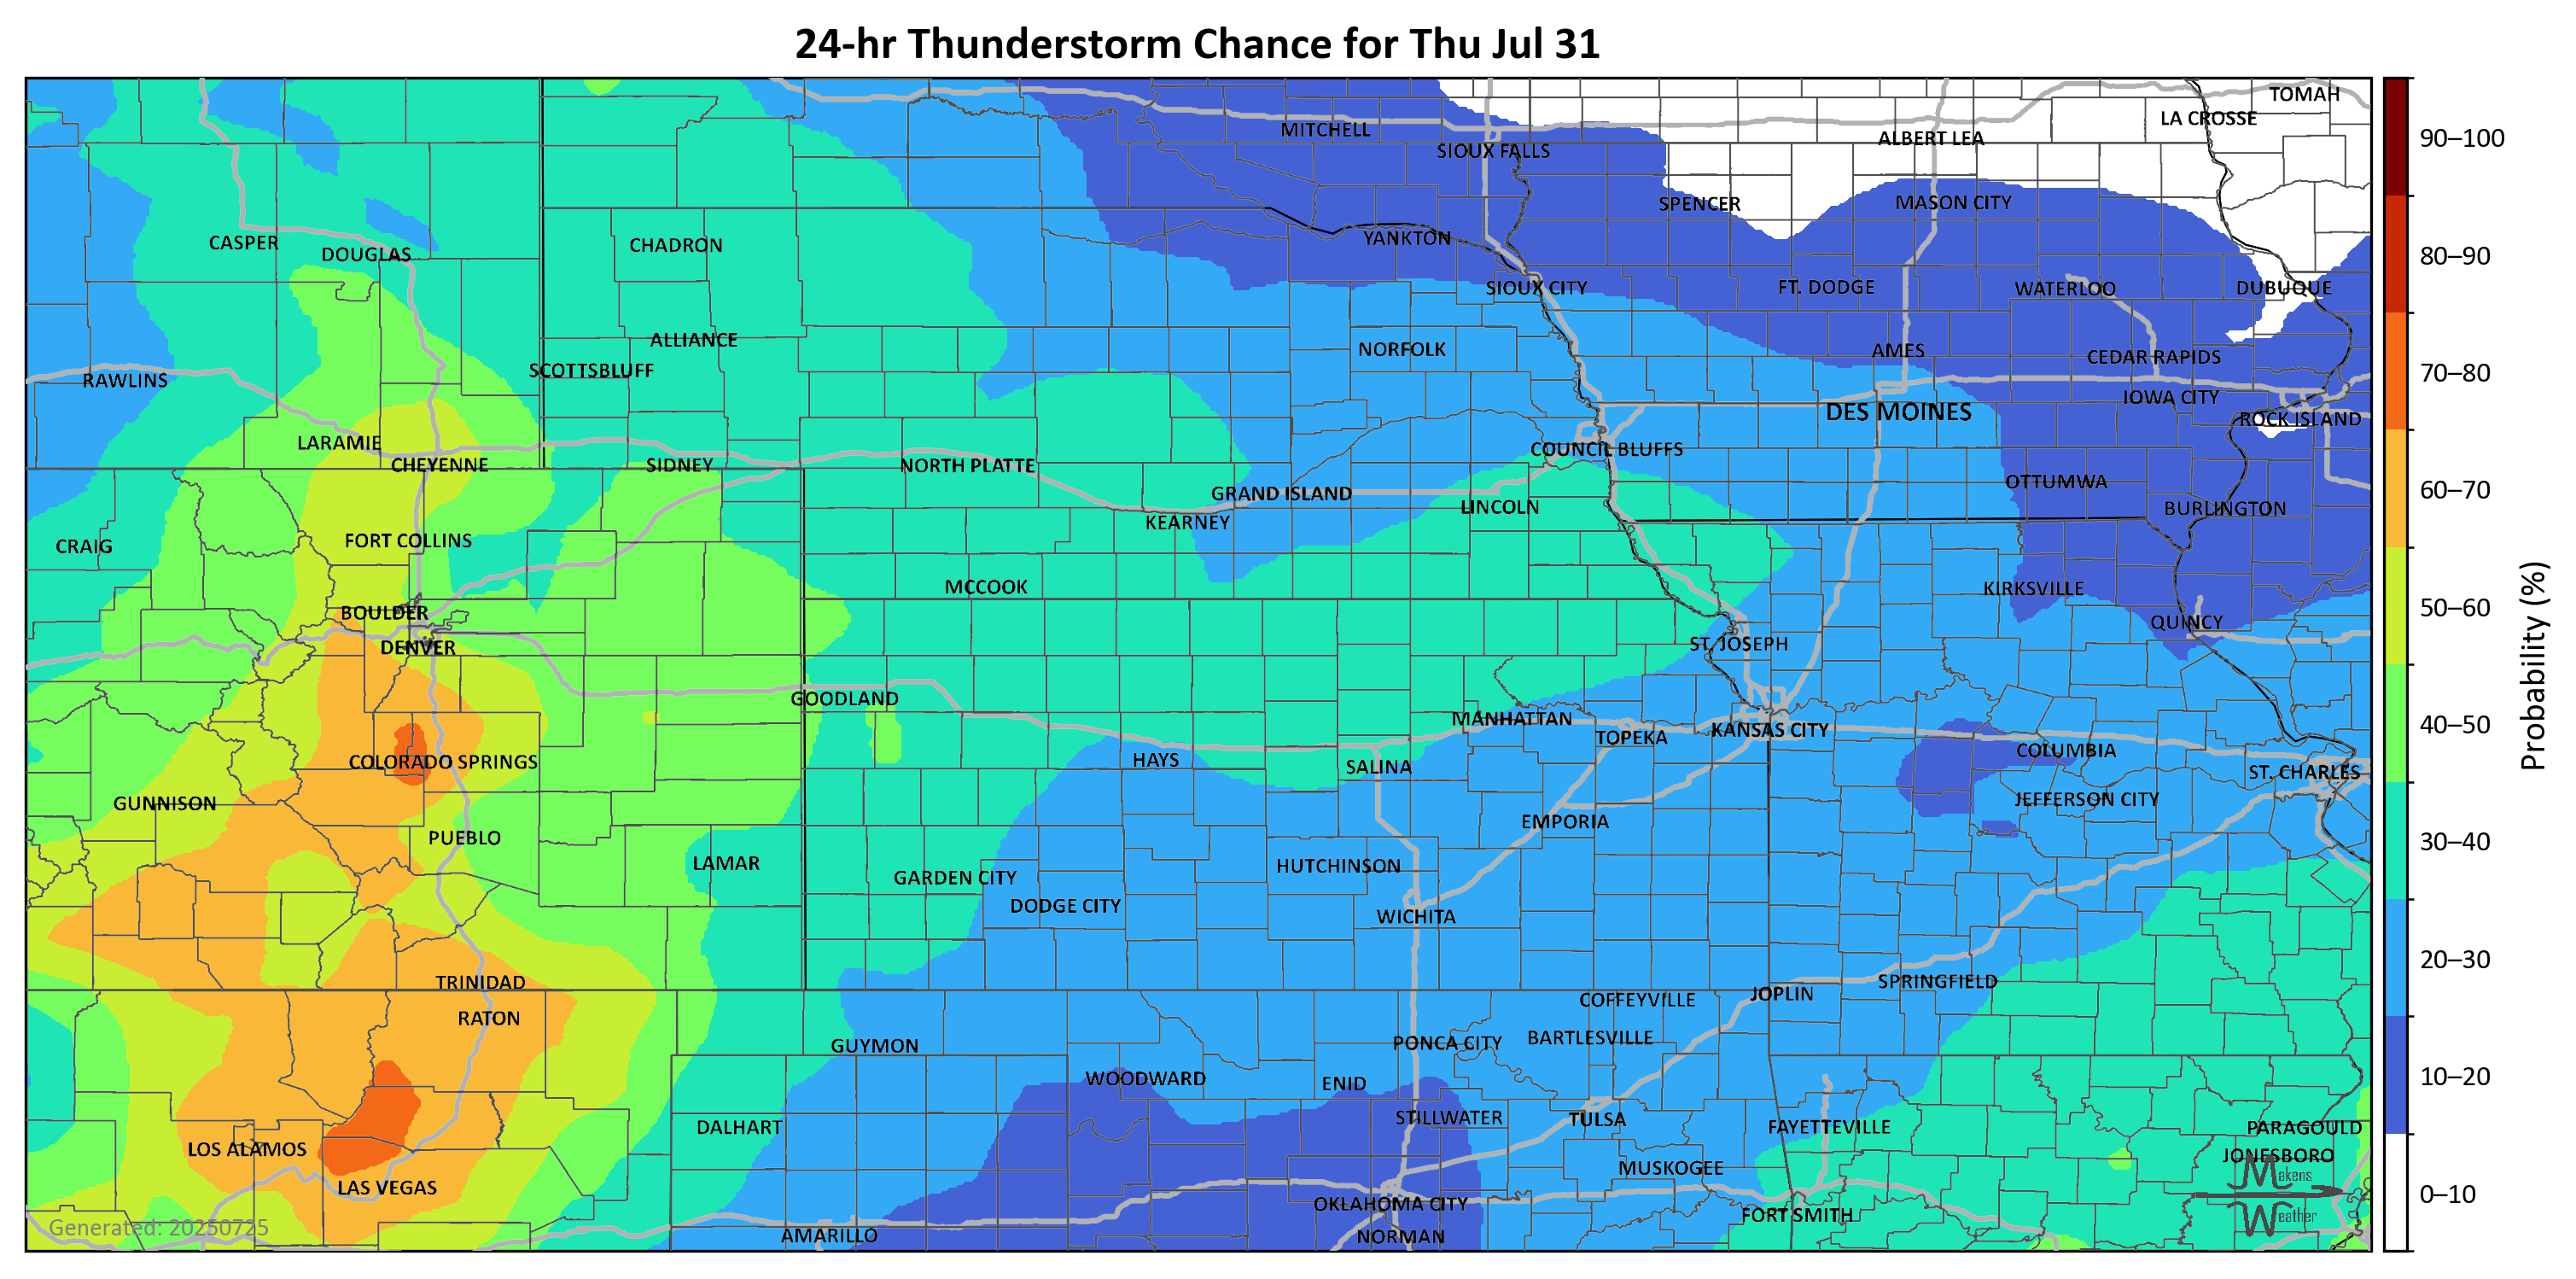 24-hr Thunderstorm Chance for Thu Jul 31
TOMAH
LA CROSSE
MITCHELL
ALBERT LEA
SIOUX FALLS
SPENCER
MASON CITY
CASPER
DOUGLAS
CHADRON
YANKTON
SIOUX CITY
FT. DODGE
WATERLOO
DUBUQUE
ALLIANCE
NORFOLK
AMES
CEDAR RAPIDS
RAWLINS
SCOTTSBLUFF
IOWA CITY
DES MOINES
ROCK ISLAND
LARAMIE
COUNCIL BLUFFS
CHEYENNE
SIDNEY
NORTH PLATTE
OTTUMWA
GRAND ISLAND
LINCOLN
BURLINGTON
KEARNEY
CRAIG
FORT COLLINS
MCCOOK
KIRKSVILLE
BOULDER
QUINCY
DENVER
ST. JOSEPH
GOODLAND
MANHATTAN
TOPEKA
KANSAS CITY
COLUMBIA
COLORADO SPRINGS
HAYS
SALINA
ST. CHARLES
GUNNISON
JEFFERSON CITY
PUEBLO
EMPORIA
LAMAR
HUTCHINSON
GARDEN CITY
DODGE CITY
WICHITA
TRINIDAD
SPRINGFIELD
JOPLIN
COFFEYVILLE
RATON
BARTLESVILLE
GUYMON
PONCA CITY
WOODWARD
ENID
STILLWATER
TULSA
DALHART
FAYETTEVILLE
PARAGOULD
LOS ALAMOS
JONESBORO
MUSKOGEE
LAS VEGAS
OKLAHOMA CITY
FORT SMITH
AMARILLO
NORMAN
Makens
Weather
Generated: 20250725
90–100
80–90
70–80
60–70
50–60
40–50
30–40
20–30
10–20
0–10
Probability (%)